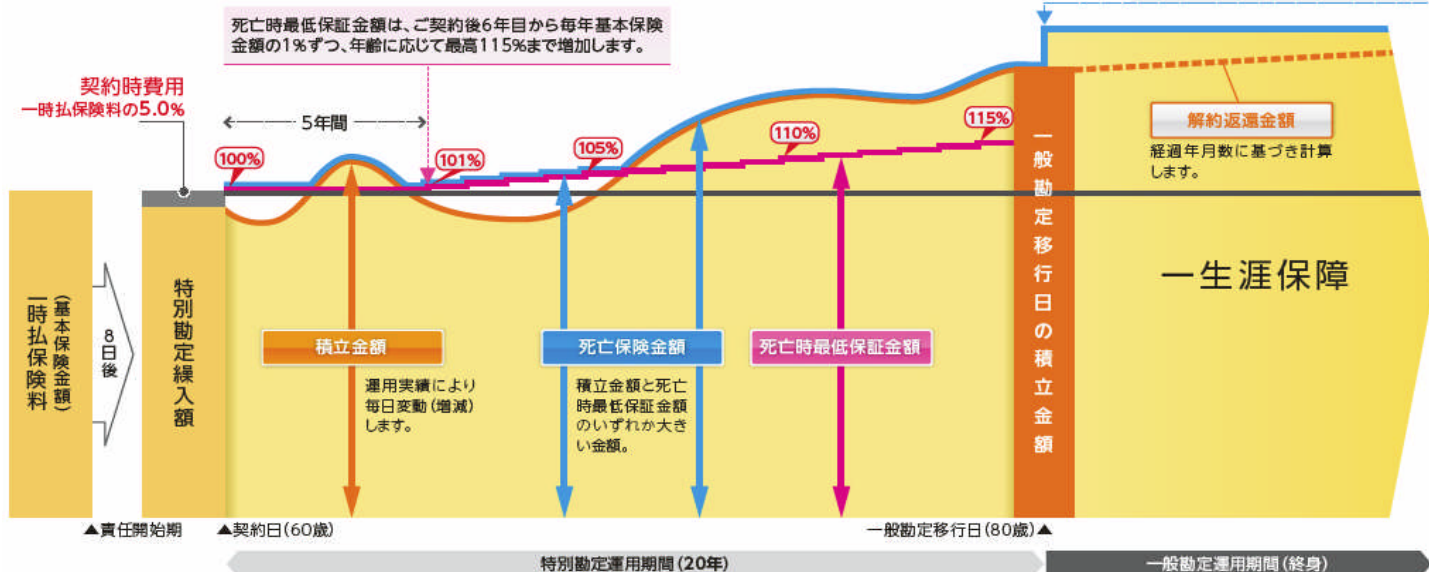 死亡時最低保証金額は、ご契約後6年目から毎年基本保険
金額の1%ずつ、年齢に応じて最高115%まで増加します。
契約時費用
一時払保険料の5.0%
5年間
100%
101%
105%
110%
115%
解約返還金額
経過年月数に基づき計算
します。
一時払保険料
(基本保険金額)
8日後
特別勘定繰入額
積立金額
運用実績により
毎日変動(増減)
します。
死亡保険金額
積立金額と死亡
時最低保証金額
のいずれか大き
い金額。
死亡時最低保証金額
一般勘定移行日の積立金額
一生涯保障
▲責任開始期
▲契約日(60歳)
一般勘定移行日(80歳)▲
特別勘定運用期間(20年)
一般勘定運用期間(終身)